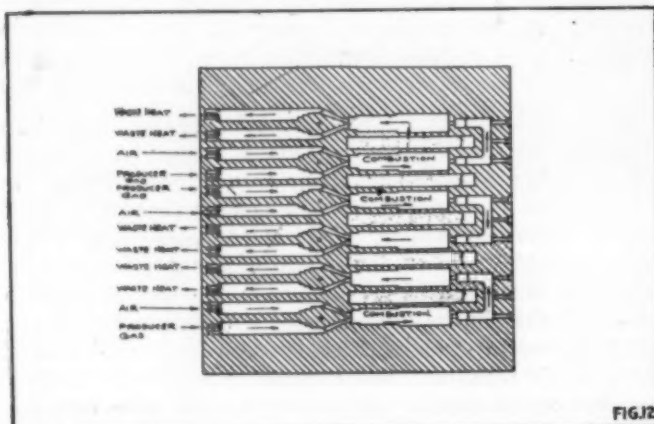 WASTE HEAT
WASTE HEAT
AIR
PRODUCER
GAS
PRODUCER
GAS
AIR
WASTE HEAT
WASTE HEAT
WASTE HEAT
WASTE HEAT
AIR
PRODUCER
GAS
COMBUSTION
COMBUSTION
COMBUSTION
FIG.12